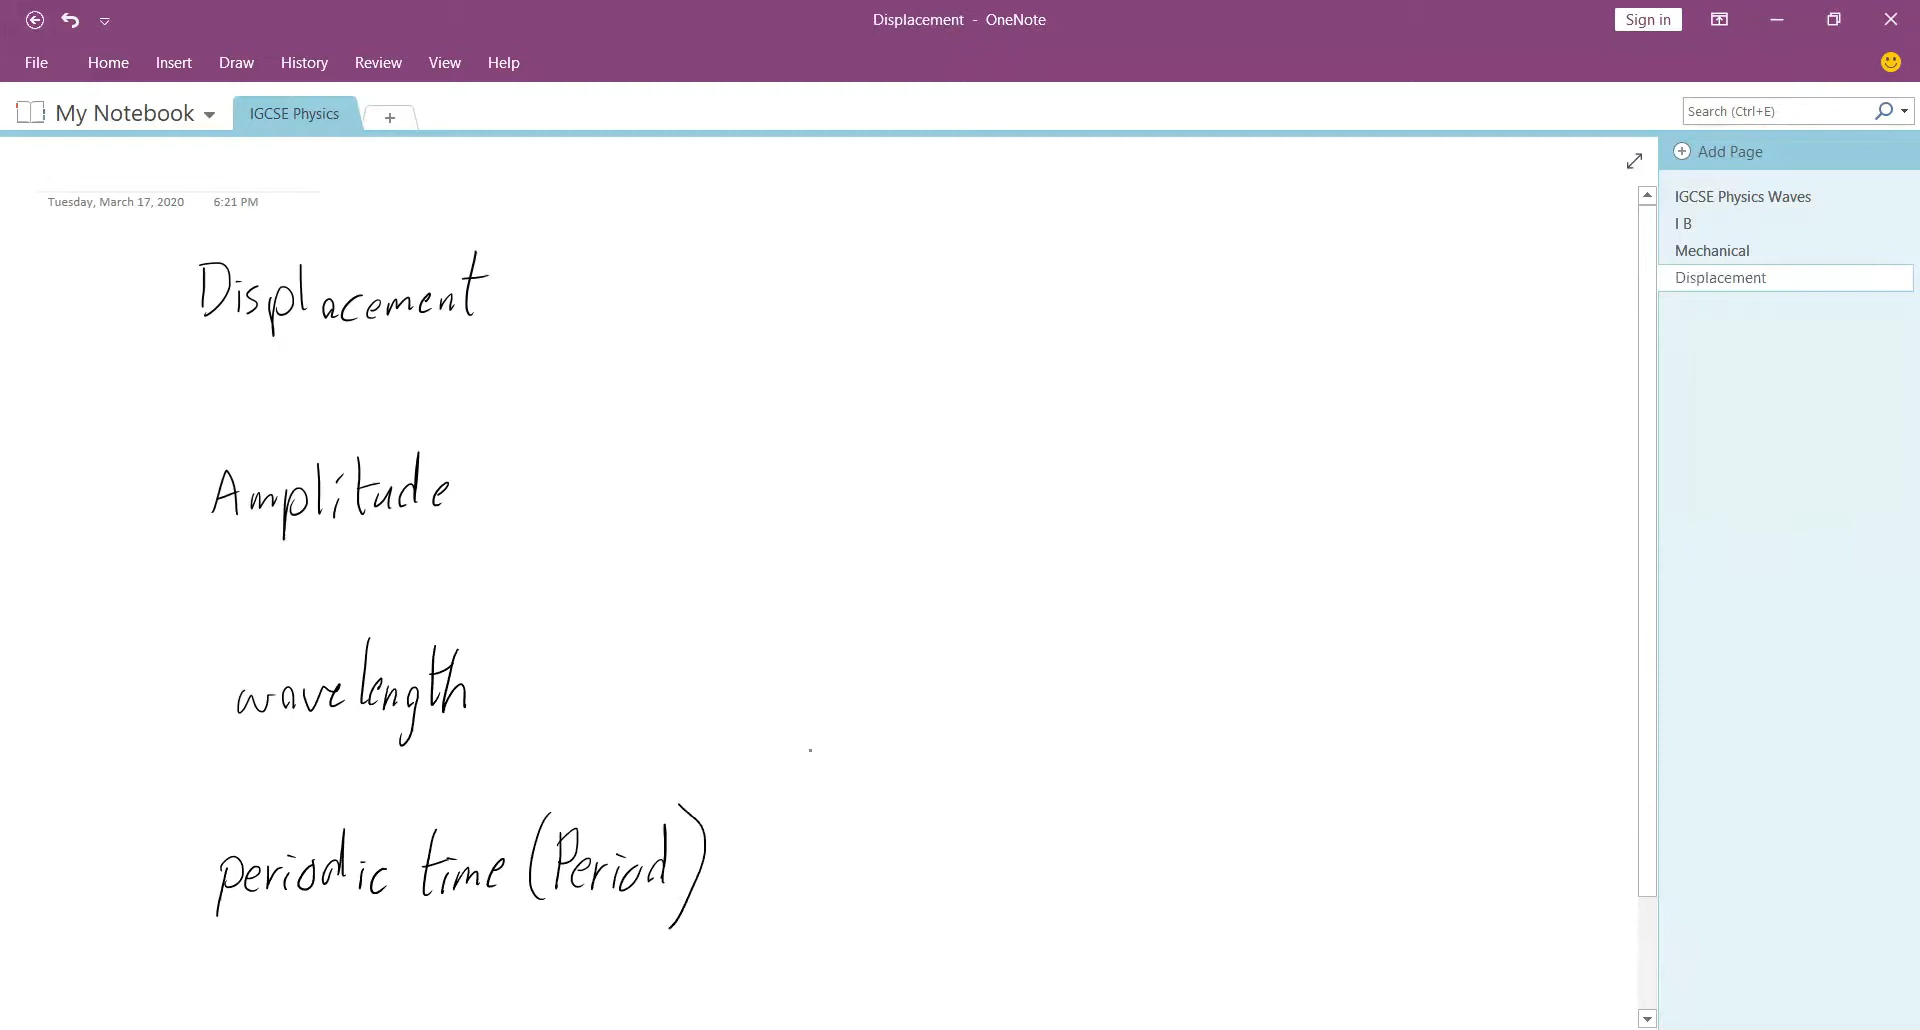 Displacement - OneNote
Sign in
File Home Insert Draw History Review View Help
My Notebook
IGCSE Physics
+
Search (Ctrl+E)
Add Page
IGCSE Physics Waves
I B
Mechanical
Displacement
Tuesday, March 17, 2020 6:21 PM
Displacement
Amplitude
wavelength
periodic time (Period)